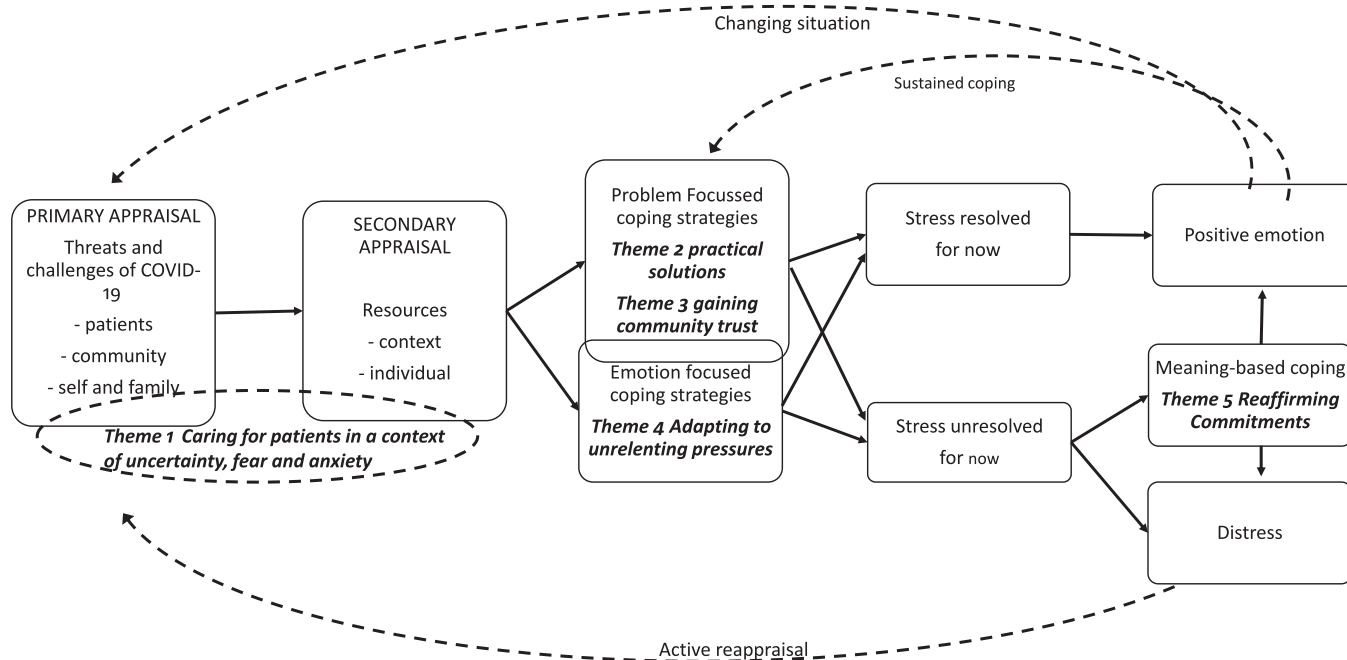 Changing situation
Sustained coping
PRIMARY APPRAISAL
Threats and
challenges of COVID-
19
- patients
- community
- self and family
SECONDARY
APPRAISAL
Resources
- context
- individual
Theme 1 Caring for patients in a context
of uncertainty, fear and anxiety
Problem Focussed
coping strategies
Theme 2 practical
solutions
Theme 3 gaining
community trust
Emotion focused
coping strategies
Theme 4 Adapting to
unrelenting pressures
Stress resolved
for now
Stress unresolved
for now
Positive emotion
Meaning-based coping
Theme 5 Reaffirming
Commitments
Distress
Active reappraisal